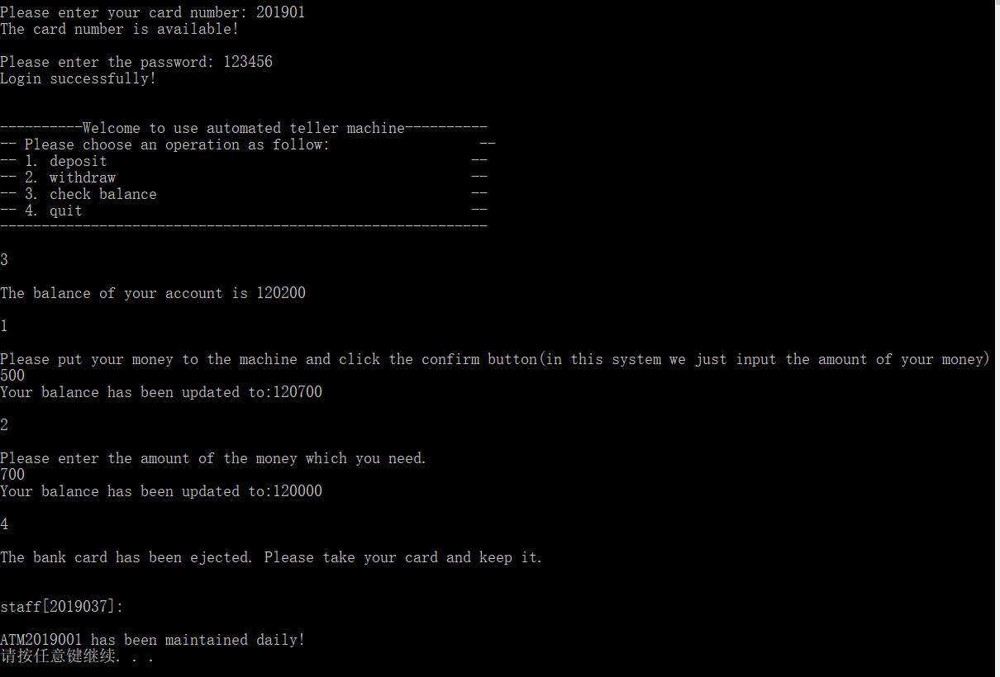 Please enter your card number: 201901
The card number is available!
Please enter the password: 123456
Login successfully!
----------Welcome to use automated teller machine----------
-- Please choose an operation as follow:                  --
-- 1. deposit                                            --
-- 2. withdraw                                           --
-- 3. check balance                                      --
-- 4. quit                                               --
-----------------------------------------------------------
3
The balance of your account is 120200
1
Please put your money to the machine and click the confirm button(in this system we just input the amount of your money)
500
Your balance has been updated to:120700
2
Please enter the amount of the money which you need.
700
Your balance has been updated to:120000
4
The bank card has been ejected. Please take your card and keep it.
staff[2019037]:
ATM2019001 has been maintained daily!
请按任意键继续. . .